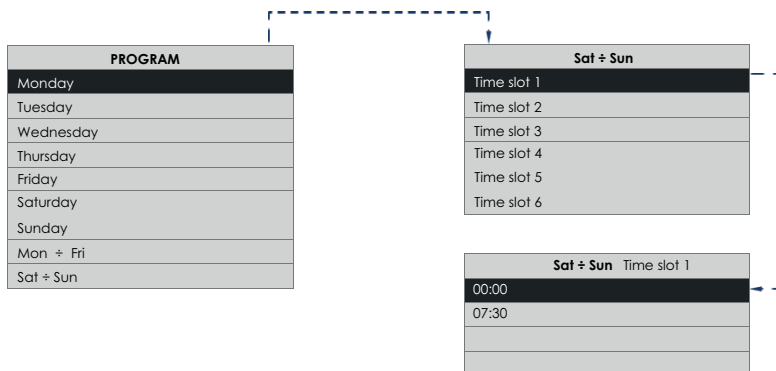 PROGRAM
Monday
Tuesday
Wednesday
Thursday
Friday
Saturday
Sunday
Mon ÷ Fri
Sat ÷ Sun
Sat ÷ Sun
Time slot 1
Time slot 2
Time slot 3
Time slot 4
Time slot 5
Time slot 6
Sat ÷ Sun Time slot 1
00:00
07:30